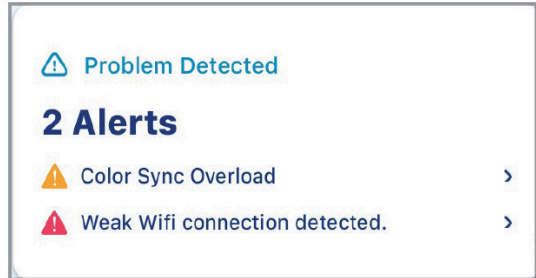 Problem Detected
2 Alerts
Color Sync Overload
Weak Wifi connection detected.